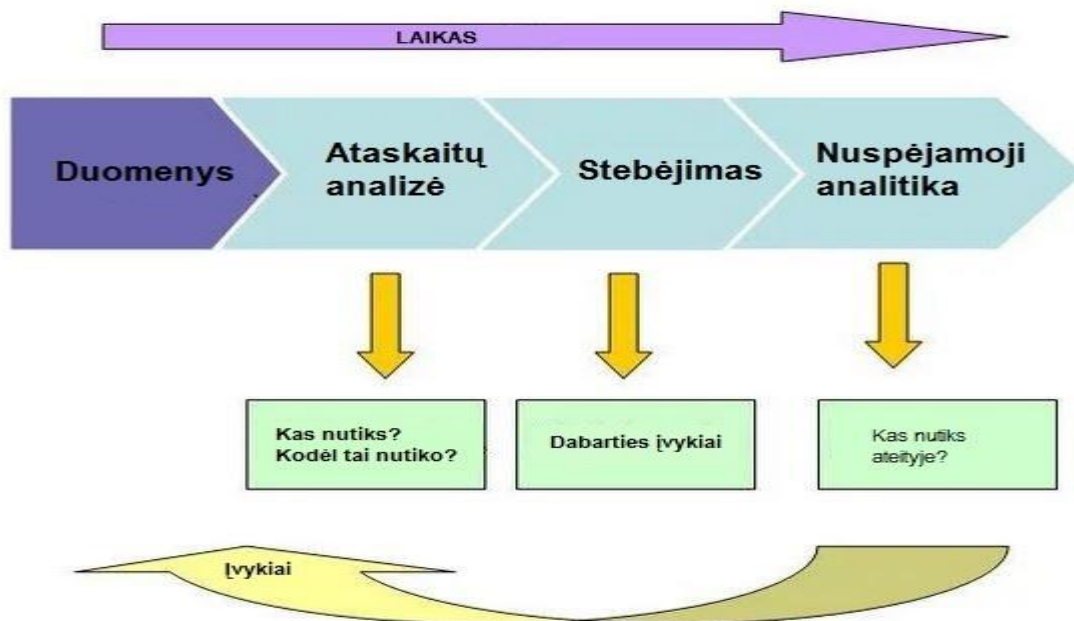 LAIKAS
Duomenys
Ataskaitų
analizė
Stebėjimas
Nuspėjamoji
analitika
Kas nutiks?
Kodėl tai nutiko?
Dabarties įvykiai
Kas nutiks
ateityje?
Įvykiai